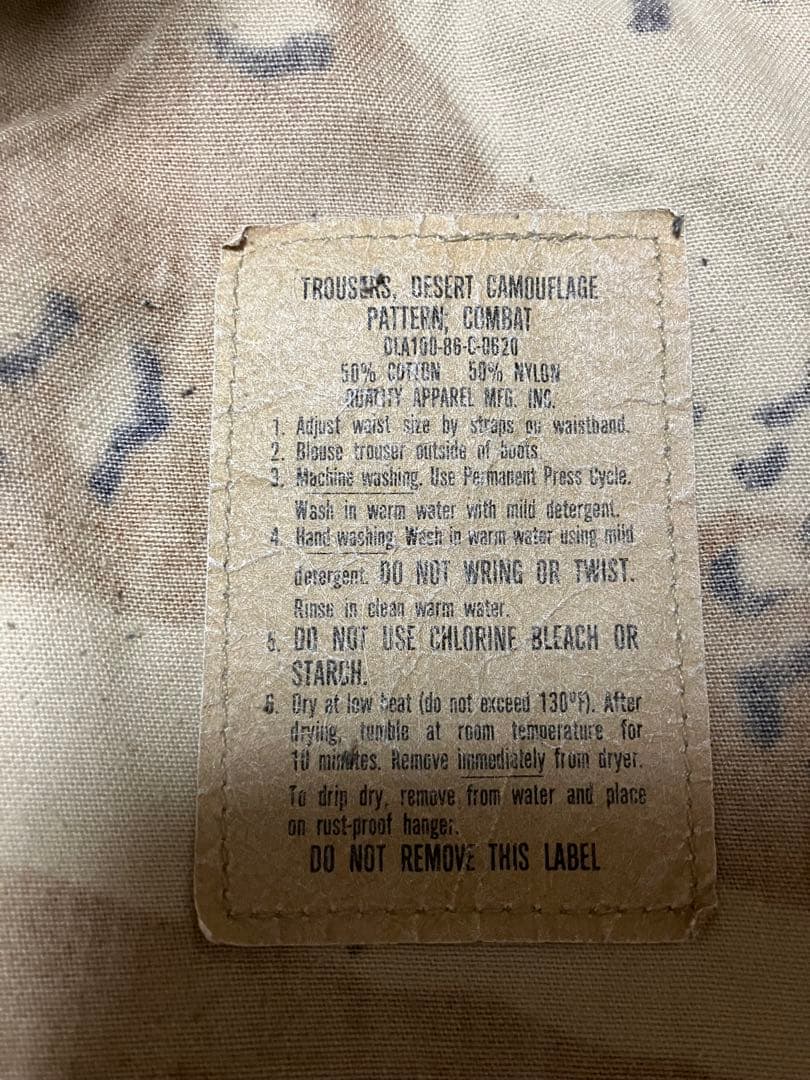 TROUSERS, DESERT CAMOUFLAGE
PATTERN, COMBAT
DLA100-86-C-0620
50% COTTON 50% NYLON
QUALITY APPAREL MFG. INC.
1. Adjust waist size by straps on waistband.
2. Blouse trouser outside of boots
3. Machine washing. Use Permanent Press Cycle.
Wash in warm water with mild detergent.
4. Hand washing. Wash in warm water using mild
detergent. DO NOT WRING OR TWIST.
Rinse in clean warm water.
5. DO NOT USE CHLORINE BLEACH OR
STARCH.
6. Dry at low heat (do not exceed 130°F). After
drying, tumble at room temperature for
10 minutes. Remove immediately from dryer.
To drip dry, remove from water and place
on rust-proof hanger.
DO NOT REMOVE THIS LABEL